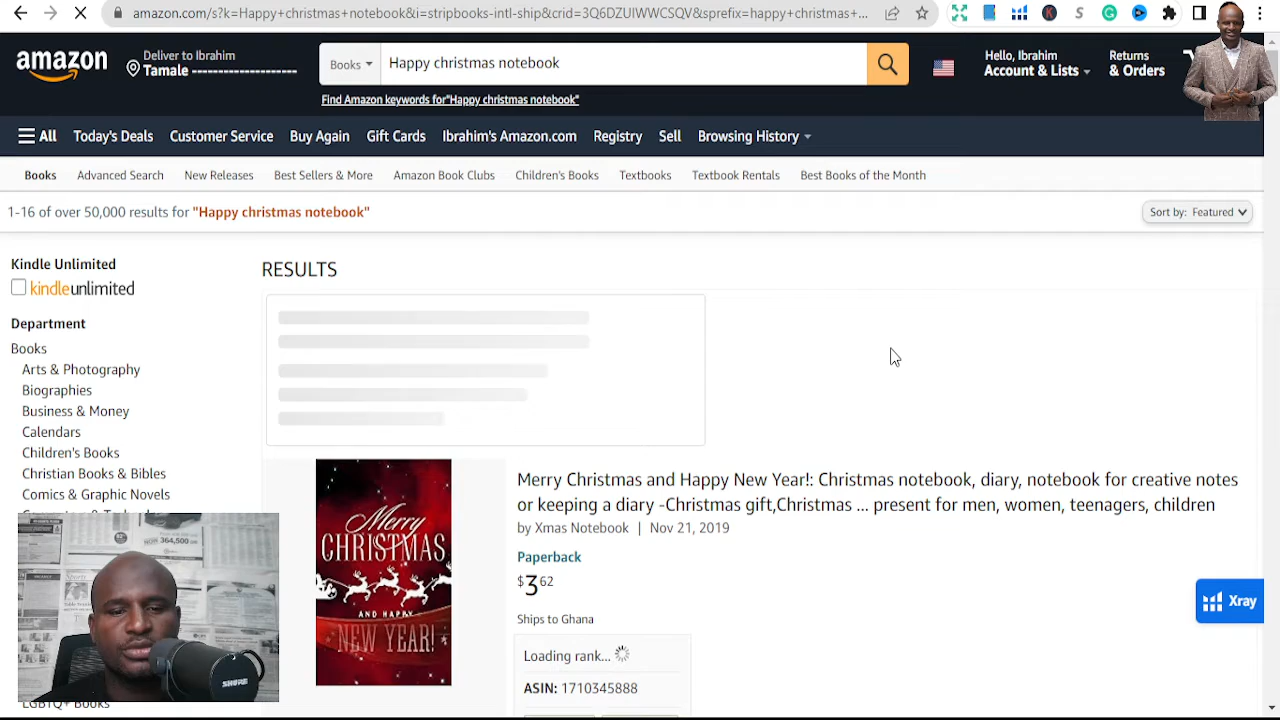 amazon.com/s?k=Happy+christmas+notebook&i=stripbooks-intl-ship&crid=3Q6DZUIWWCSQV&sprefix=happy+christmas+...
amazon
Deliver to Ibrahim
Tamale --------------------
Books
Happy christmas notebook
Hello, Ibrahim
Account & Lists
Returns
& Orders
Find Amazon keywords for"Happy christmas notebook"
All
Today's Deals
Customer Service
Buy Again
Gift Cards
Ibrahim's Amazon.com
Registry
Sell
Browsing History
Books
Advanced Search
New Releases
Best Sellers & More
Amazon Book Clubs
Children's Books
Textbooks
Textbook Rentals
Best Books of the Month
1-16 of over 50,000 results for "Happy christmas notebook"
Sort by: Featured
Kindle Unlimited
kindleunlimited
Department
Books
Arts & Photography
Biographies
Business & Money
Calendars
Children's Books
Christian Books & Bibles
Comics & Graphic Novels
LGBTQ+ Books
RESULTS
Merry
CHRISTMAS
AND HAPPY
NEW YEAR!
Merry Christmas and Happy New Year!: Christmas notebook, diary, notebook for creative notes
or keeping a diary -Christmas gift,Christmas ... present for men, women, teenagers, children
by Xmas Notebook | Nov 21, 2019
Paperback
$3 62
Ships to Ghana
Loading rank...
ASIN: 1710345888
Xray
SHURE